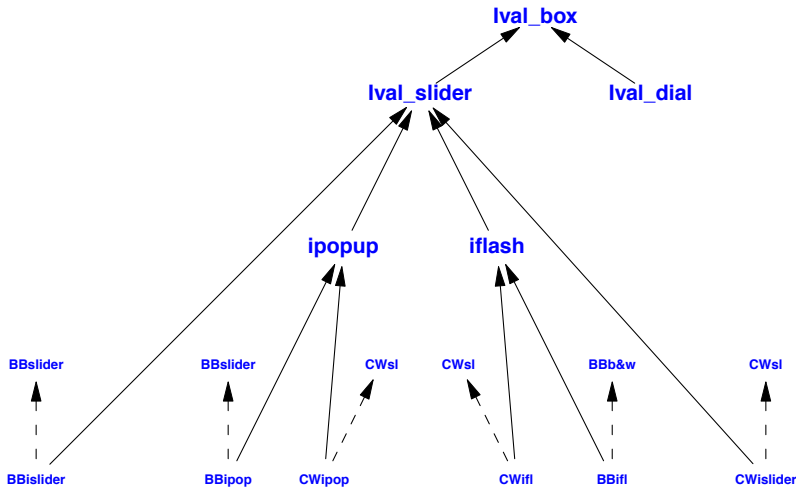 Ival_box
Ival_slider
Ival_dial
ipopup
iflash
BBslider
BBslider
CWsl
CWsl
BBb&w
CWsl
BBislider
BBipop
CWipop
CWifl
BBifl
CWislider